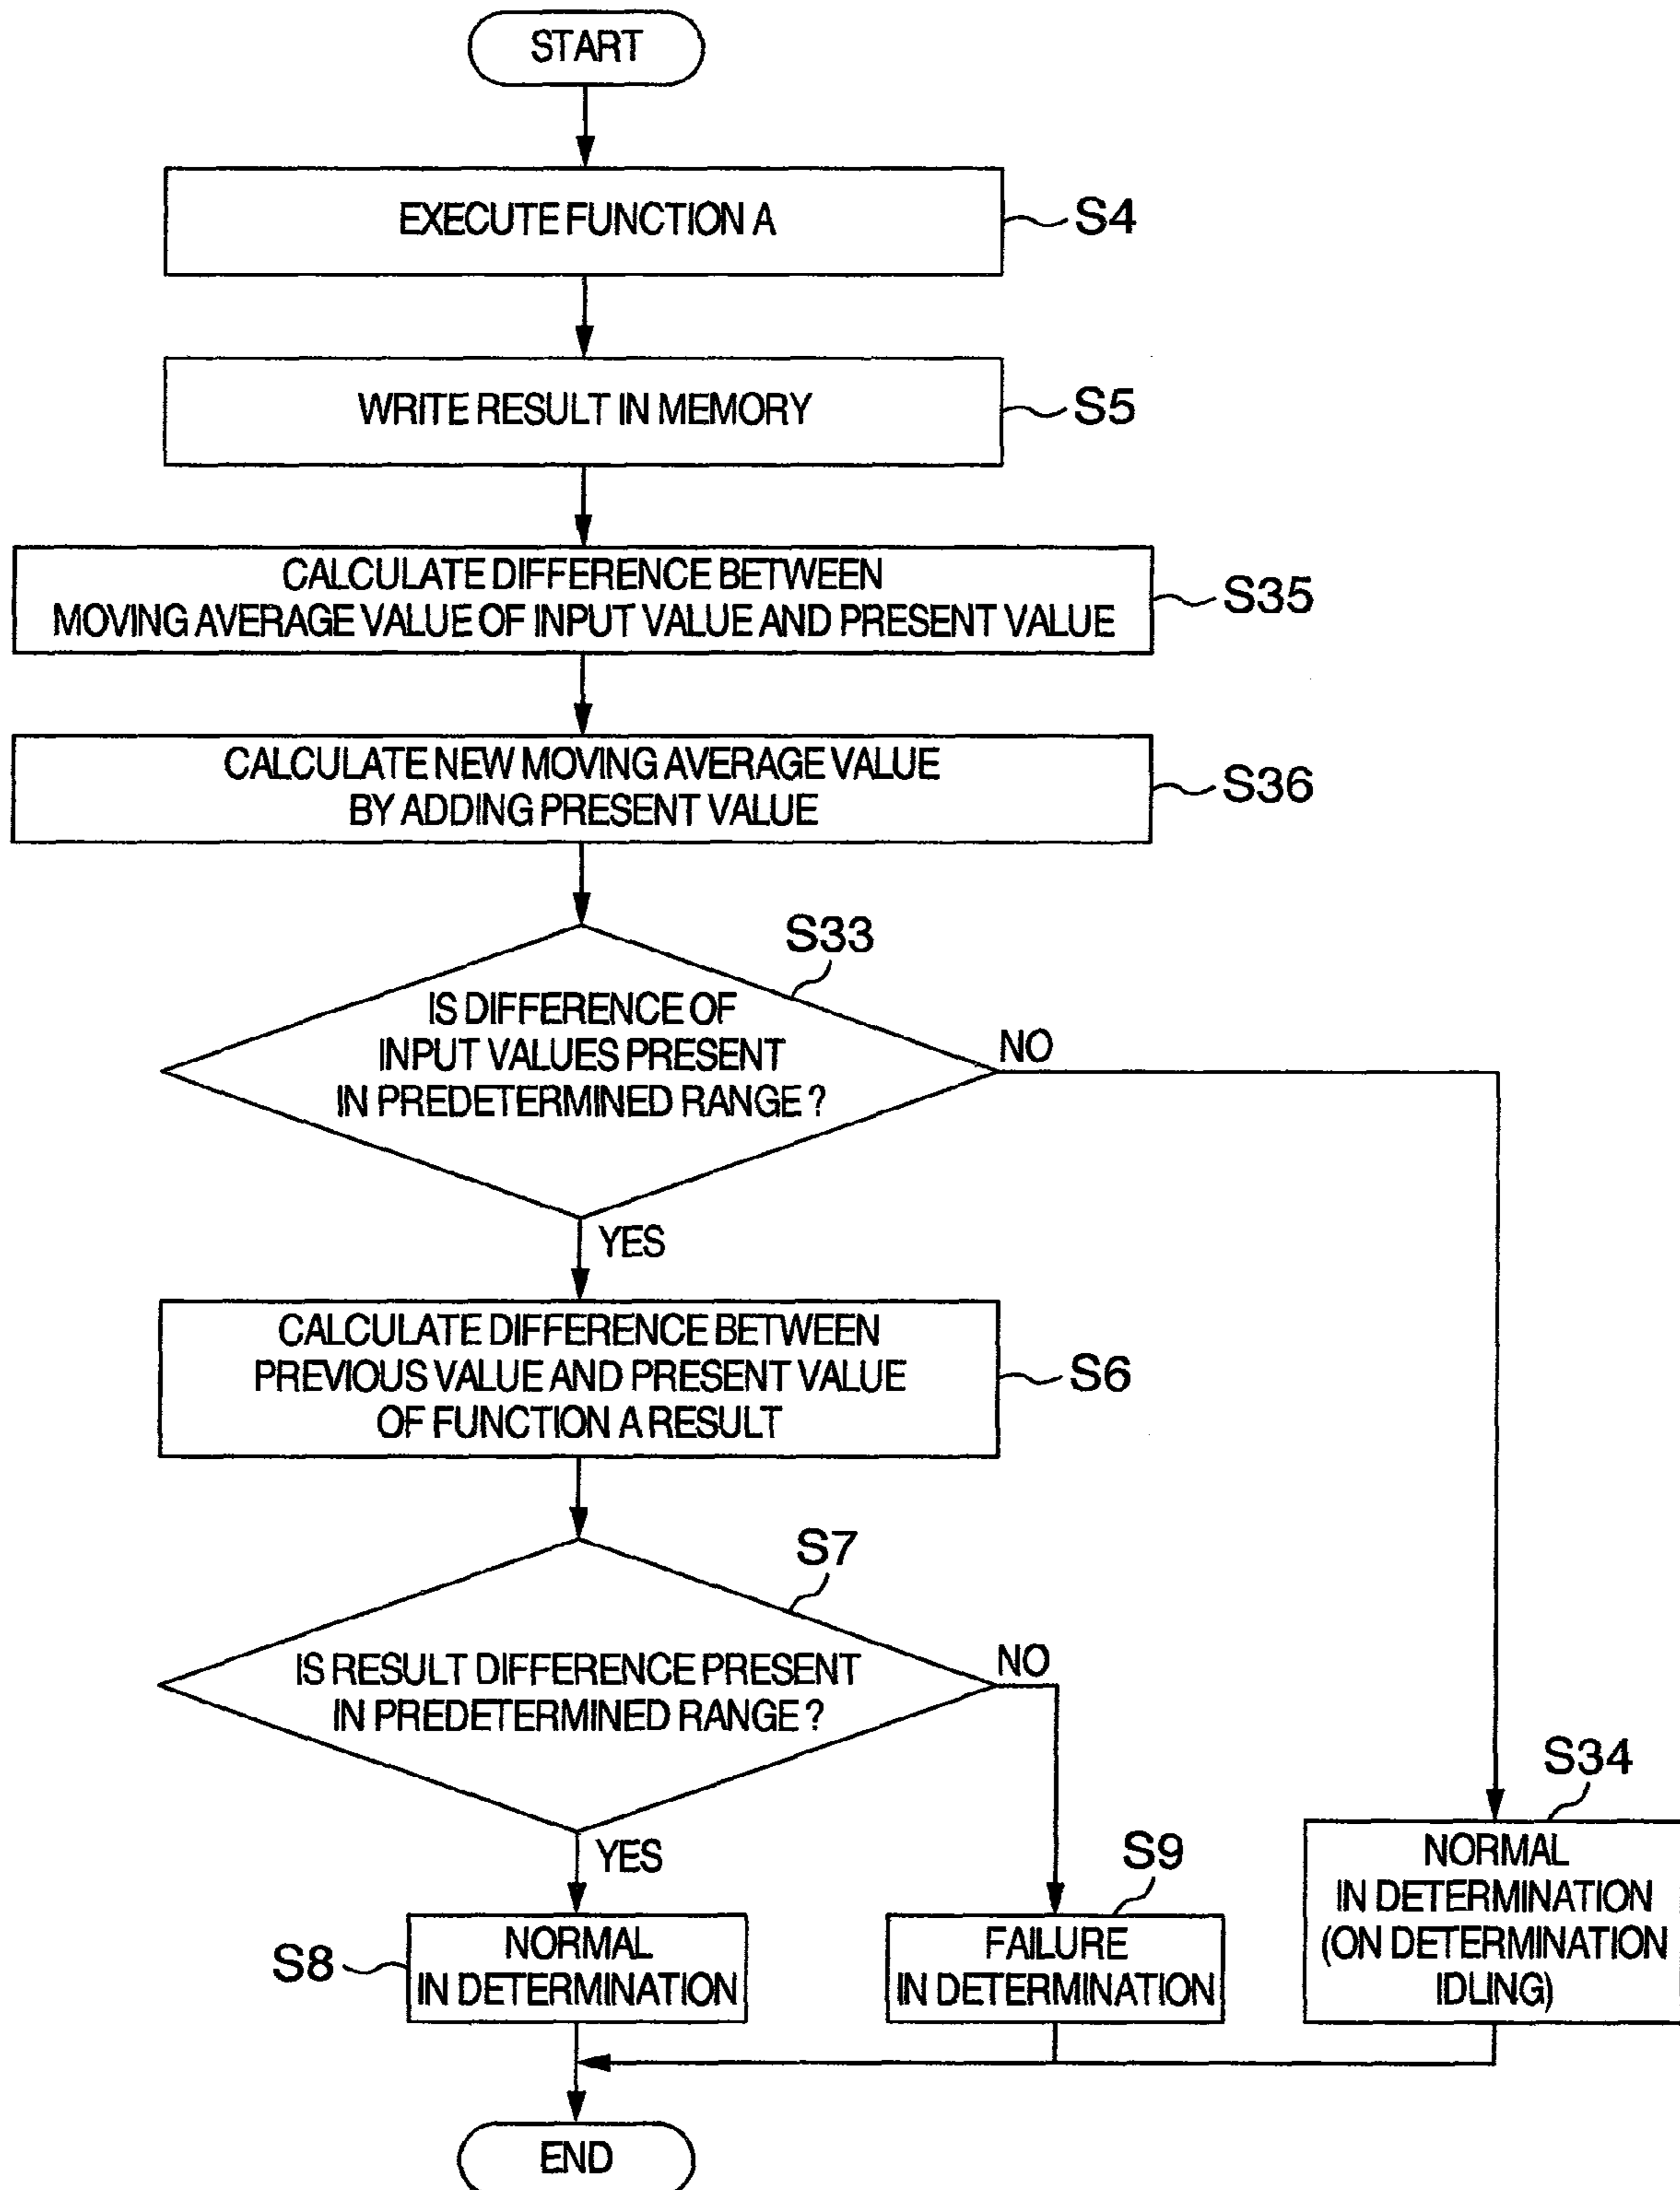 START
EXECUTE FUNCTION A
S4
WRITE RESULT IN MEMORY
S5
CALCULATE DIFFERENCE BETWEEN
MOVING AVERAGE VALUE OF INPUT VALUE AND PRESENT VALUE
S35
CALCULATE NEW MOVING AVERAGE VALUE
BY ADDING PRESENT VALUE
S36
S33
IS DIFFERENCE OF
INPUT VALUES PRESENT
IN PREDETERMINED RANGE?
NO
YES
CALCULATE DIFFERENCE BETWEEN
PREVIOUS VALUE AND PRESENT VALUE
OF FUNCTION A RESULT
S6
S7
IS RESULT DIFFERENCE PRESENT
IN PREDETERMINED RANGE?
NO
YES
S8
NORMAL
IN DETERMINATION
S9
FAILURE
IN DETERMINATION
S34
NORMAL
IN DETERMINATION
(ON DETERMINATION
IDLING)
END